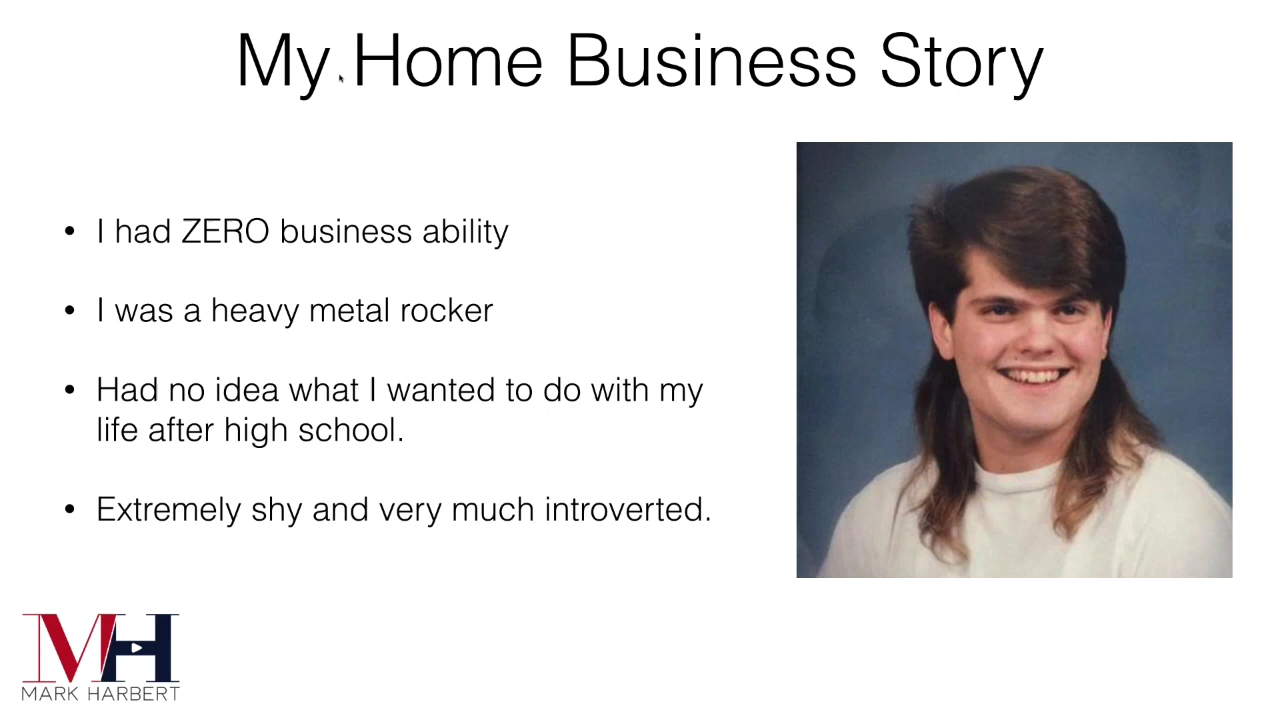 My Home Business Story
• I had ZERO business ability
• I was a heavy metal rocker
• Had no idea what I wanted to do with my
life after high school.
• Extremely shy and very much introverted.
MH
MARK HARBERT